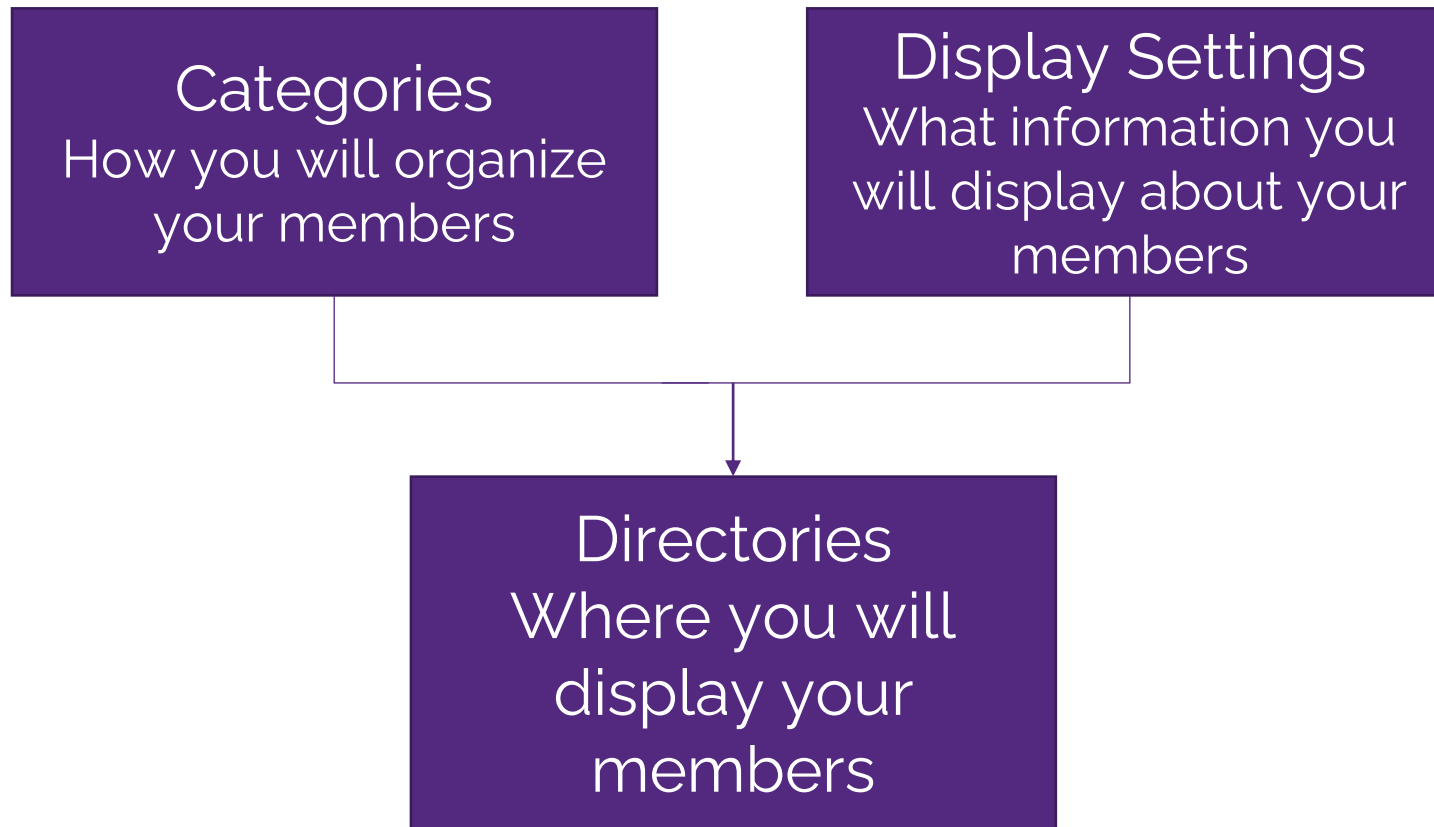 Categories
How you will organize
your members
Display Settings
What information you
will display about your
members
Directories
Where you will
display your
members